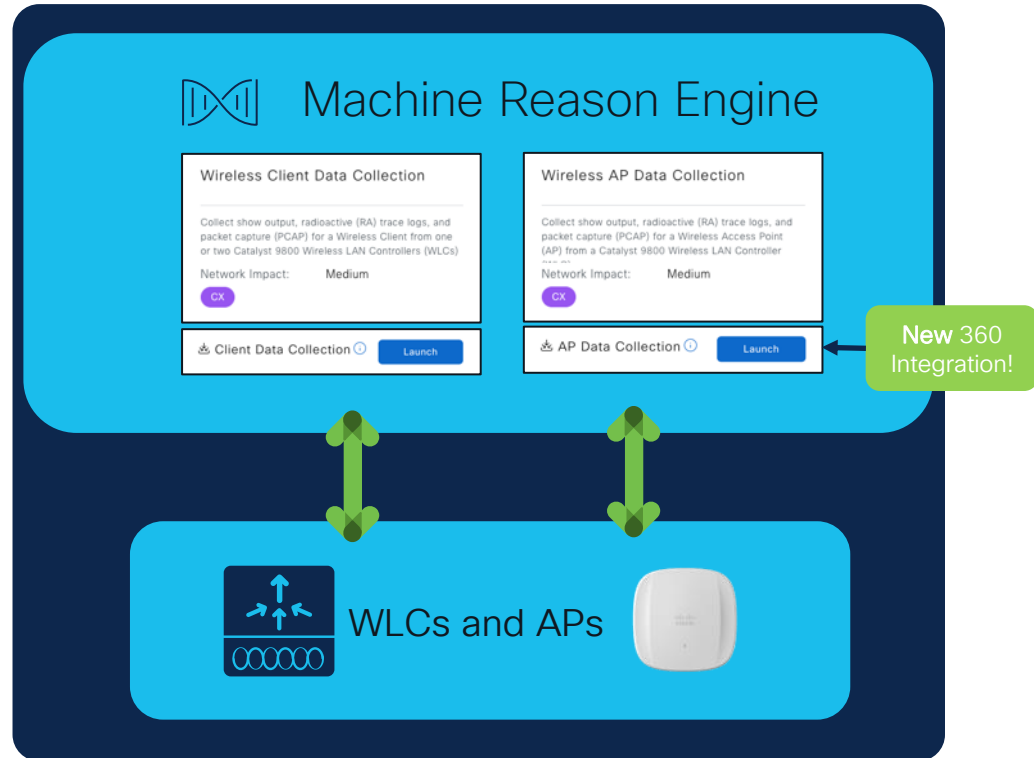 Machine Reason Engine
Wireless Client Data Collection
Collect show output, radioactive (RA) trace logs, and
packet capture (PCAP) for a Wireless Client from one
or two Catalyst 9800 Wireless LAN Controllers (WLCs)
Network Impact: Medium
CX
Client Data Collection
Launch
Wireless AP Data Collection
Collect show output, radioactive (RA) trace logs, and
packet capture (PCAP) for a Wireless Access Point
(AP) from a Catalyst 9800 Wireless LAN Controller
Network Impact: Medium
CX
AP Data Collection
Launch
New 360
Integration!
WLCs and APs